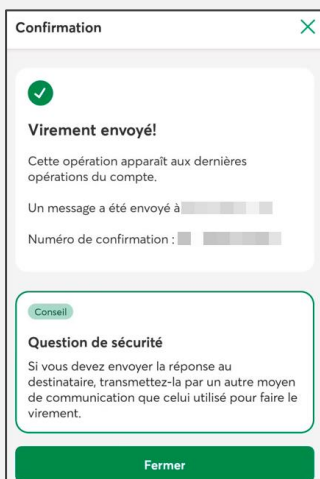 Confirmation
Virement envoyé!
Cette opération apparaît aux dernières
opérations du compte.
Un message a été envoyé à
Numéro de confirmation :
Conseil
Question de sécurité
Si vous devez envoyer la réponse au
destinataire, transmettez-la par un autre moyen
de communication que celui utilisé pour faire le
virement.
Fermer